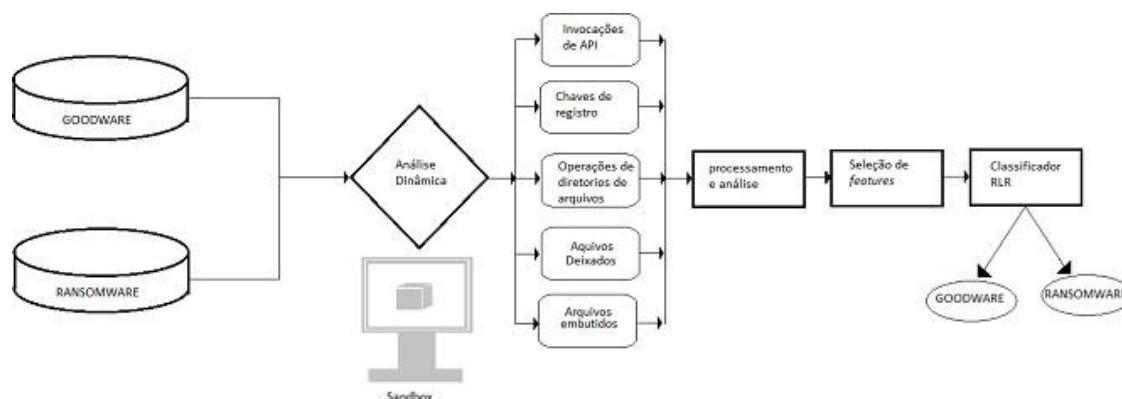 GOODWARE
RANSOMWARE
Análise
Dinâmica
Sandbox
Invocações
de API
Chaves de
registro
Operações de
diretorios de
arquivos
Aquivos
Deixados
Arquivos
embutidos
processamento
e análise
Seleção de
features
Classificador
RLR
GOODWARE
RANSOMWARE